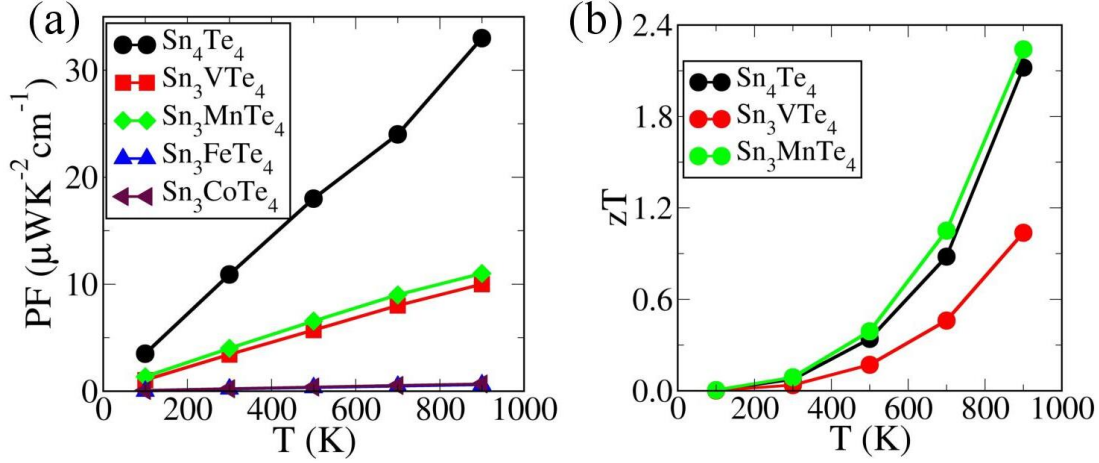 (a)
PF (μWK⁻²cm⁻¹)
30
20
10
0
Sn₄Te₄
Sn₃VTe₄
Sn₃MnTe₄
Sn₃FeTe₄
Sn₃CoTe₄
0 200 400 600 800 1000
T (K)
(b)
zT
2.4
1.8
1.2
0.6
0.0
Sn₄Te₄
Sn₃VTe₄
Sn₃MnTe₄
0 200 400 600 800 1000
T (K)